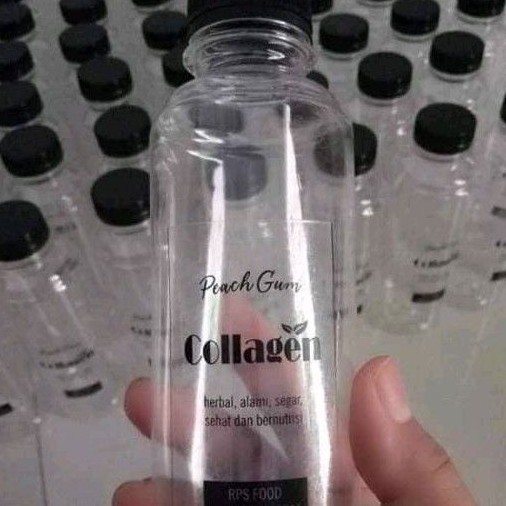 Peach Gum
Collagen
herbal, alami, segar,
sehat dan bernutrisi
RPS FOOD